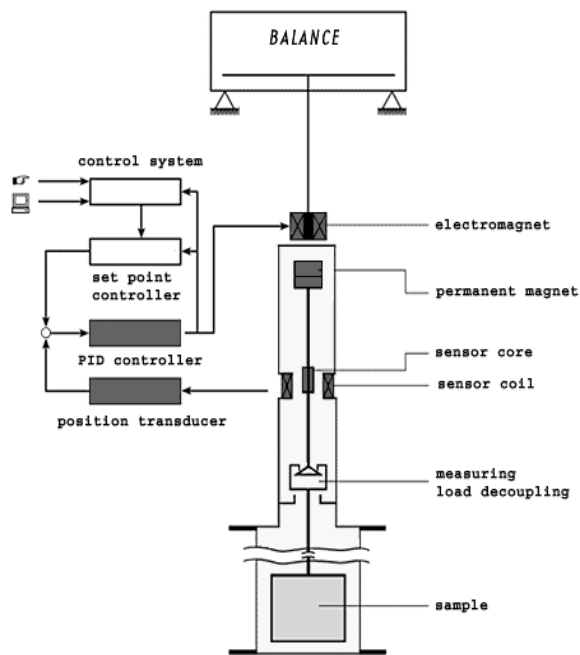 BALANCE
control system
electromagnet
set point
controller
permanent magnet
PID controller
sensor core
sensor coil
position transducer
measuring
load decoupling
sample